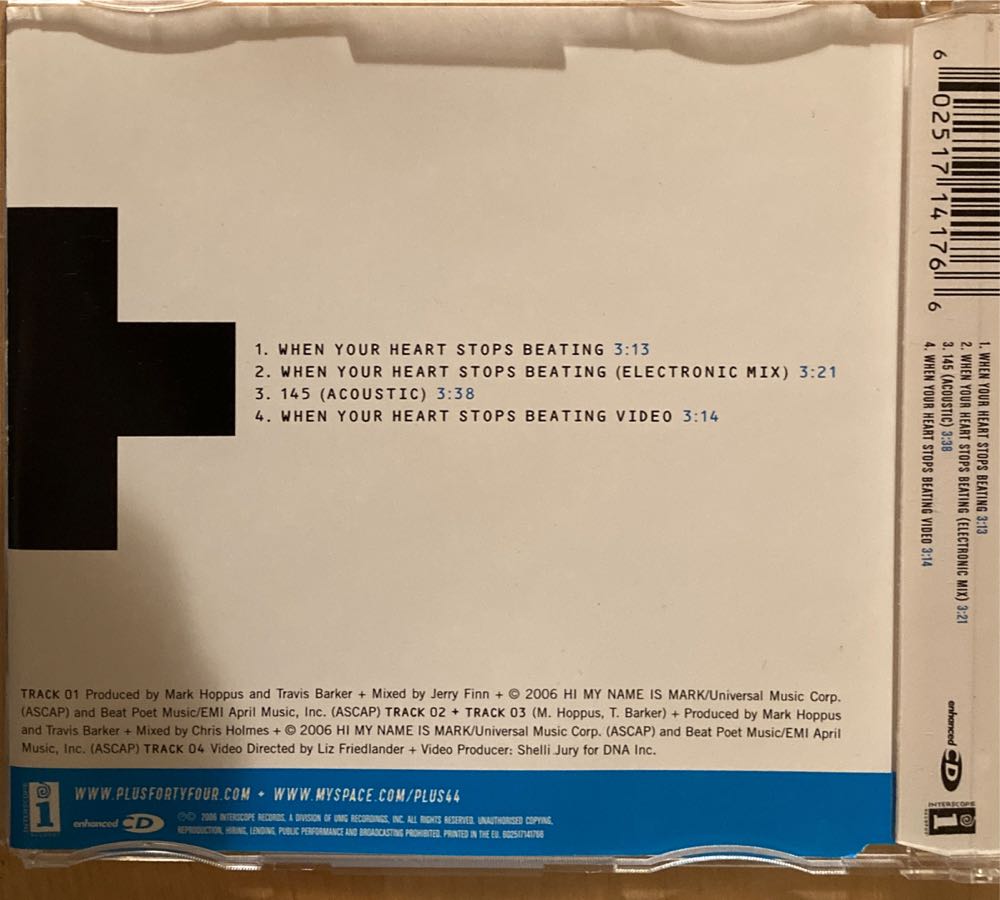 1. WHEN YOUR HEART STOPS BEATING 3:13
2. WHEN YOUR HEART STOPS BEATING (ELECTRONIC MIX) 3:21
3. 145 (ACOUSTIC) 3:38
4. WHEN YOUR HEART STOPS BEATING VIDEO 3:14
TRACK 01 Produced by Mark Hoppus and Travis Barker + Mixed by Jerry Finn + © 2006 HI MY NAME IS MARK/Universal Music Corp.
(ASCAP) and Beat Poet Music/EMI April Music, Inc. (ASCAP) TRACK 02 + TRACK 03 (M. Hoppus, T. Barker) + Produced by Mark Hoppus
and Travis Barker + Mixed by Chris Holmes + © 2006 HI MY NAME IS MARK/Universal Music Corp. (ASCAP) and Beat Poet Music/EMI April
Music, Inc. (ASCAP) TRACK 04 Video Directed by Liz Friedlander + Video Producer: Shelli Jury for DNA Inc.
INTERSCOPE
i
WWW.PLUSFORTYFOUR.COM + WWW.MYSPACE.COM/PLUS44
enhanced CD
℗© 2006 INTERSCOPE RECORDS, A DIVISION OF UMG RECORDINGS, INC. ALL RIGHTS RESERVED. UNAUTHORISED COPYING,
REPRODUCTION, HIRING, LENDING, PUBLIC PERFORMANCE AND BROADCASTING PROHIBITED. PRINTED IN THE EU. 602517141766
6 02517 14176 6
1. WHEN YOUR HEART STOPS BEATING 3:13
2. WHEN YOUR HEART STOPS BEATING (ELECTRONIC MIX) 3:21
3. 145 (ACOUSTIC) 3:38
4. WHEN YOUR HEART STOPS BEATING VIDEO 3:14
enhanced CD
INTERSCOPE
i